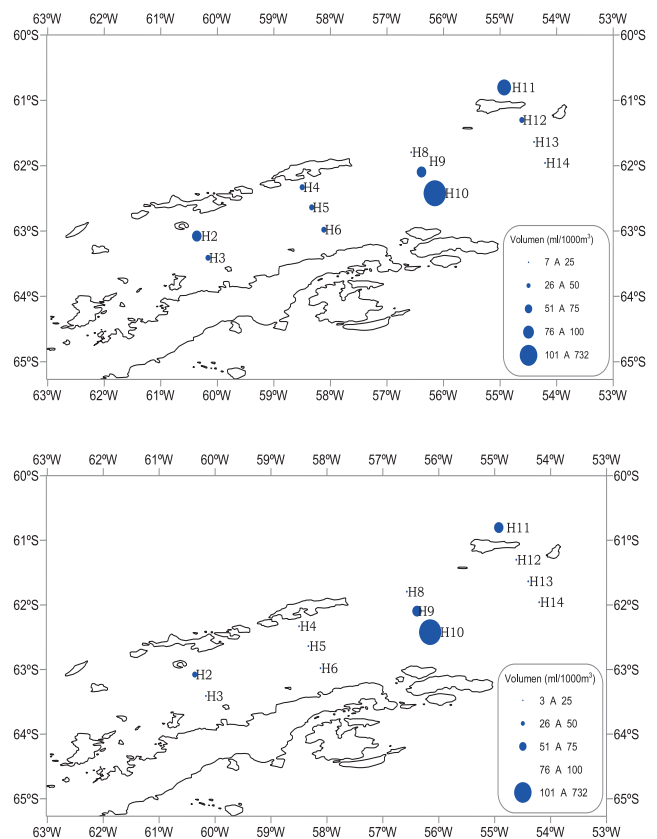 63ºW 62ºW 61ºW 60ºW 59ºW 58ºW 57ºW 56ºW 55ºW 54ºW 53ºW
60ºS 60ºS
H11
61ºS 61ºS
H12
H13
H8
H9
H14
62ºS 62ºS
H4
H10
H5
H6
H2
63ºS 63ºS
H3
Volumen (ml/1000m³)
7 A 25
26 A 50
51 A 75
76 A 100
101 A 732
64ºS 64ºS
65ºS 65ºS
63ºW 62ºW 61ºW 60ºW 59ºW 58ºW 57ºW 56ºW 55ºW 54ºW 53ºW
63ºW 62ºW 61ºW 60ºW 59ºW 58ºW 57ºW 56ºW 55ºW 54ºW 53ºW
60ºS 60ºS
H11
61ºS 61ºS
H12
H13
H8
H14
62ºS 62ºS
H9
H4
H10
H5
H6
63ºS 63ºS
H2
H3
Volumen (ml/1000m³)
3 A 25
26 A 50
51 A 75
76 A 100
101 A 732
64ºS 64ºS
65ºS 65ºS
63ºW 62ºW 61ºW 60ºW 59ºW 58ºW 57ºW 56ºW 55ºW 54ºW 53ºW